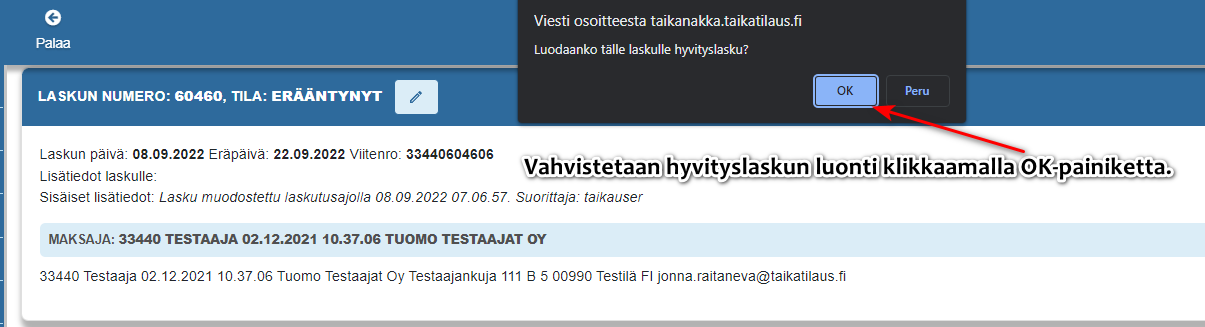 Palaa
Viesti osoitteesta taikanakka.taikatilaus.fi
Luodaanko tälle laskulle hyvityslasku?
OK
Peru
LASKUN NUMERO: 60460, TILA: ERÄÄNTYNYT
Vahvistetaan hyvityslaskun luonti klikkaamalla OK-painiketta.
Laskun päivä: 08.09.2022 Eräpäivä: 22.09.2022 Viitenro: 33440604606
Lisätiedot laskulle:
Sisäiset lisätiedot: Lasku muodostettu laskutusajolla 08.09.2022 07.06.57. Suorittaja: taikauser
MAKSAJA: 33440 TESTAAJA 02.12.2021 10.37.06 TUOMO TESTAAJAT OY
33440 Testaaja 02.12.2021 10.37.06 Tuomo Testaajat Oy Testaajankuja 111 B 5 00990 Testilä FI jonna.raitaneva@taikatilaus.fi